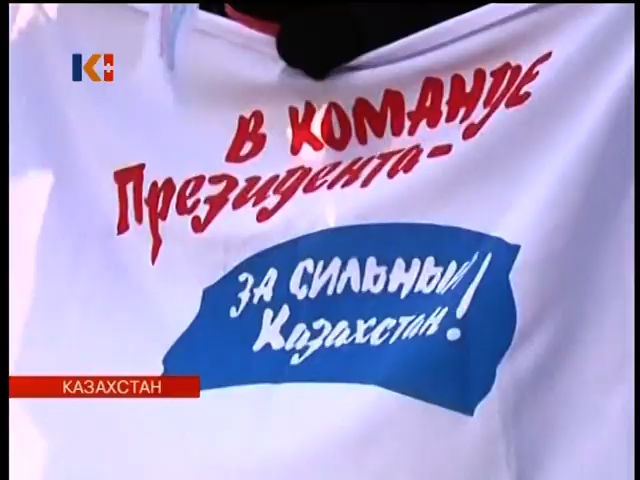 K+
В КОМАНДЕ
Президента-
ЗА СИЛЬНЫЙ
Казахстан!
КАЗАХСТАН